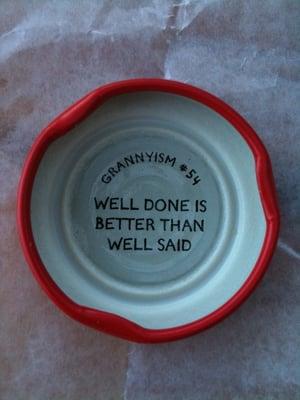 GRANNYISM #54
WELL DONE IS
BETTER THAN
WELL SAID